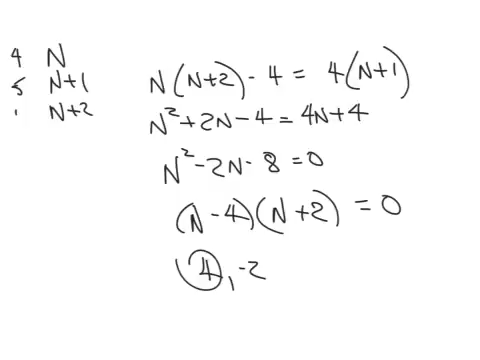 4 N
5 N+1
N+2
N(N+2)-4 = 4(N+1)
N²+2N-4=4N+4
N²-2N-8=0
(N-4)(N+2)=0
4,-2